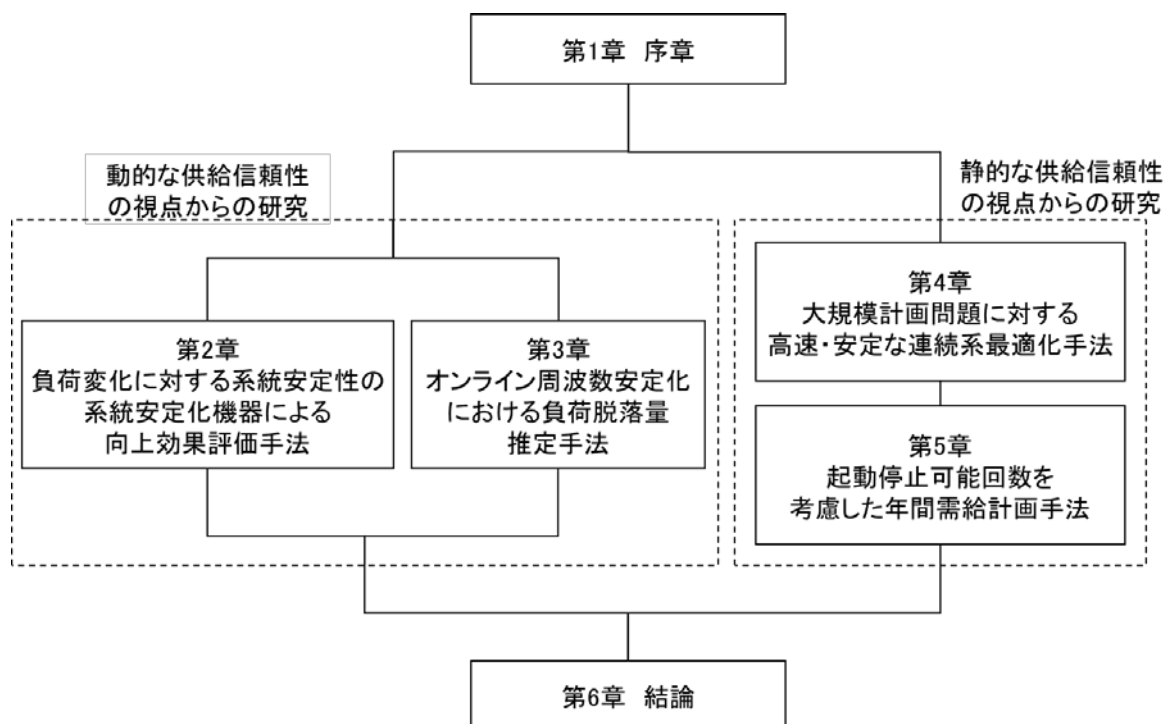 第1章 序章
動的な供給信頼性
の視点からの研究
静的な供給信頼性
の視点からの研究
第2章
負荷変化に対する系統安定性の
系統安定化機器による
向上効果評価手法
第3章
オンライン周波数安定化
における負荷脱落量
推定手法
第4章
大規模計画問題に対する
高速・安定な連続系最適化手法
第5章
起動停止可能回数を
考慮した年間需給計画手法
第6章 結論